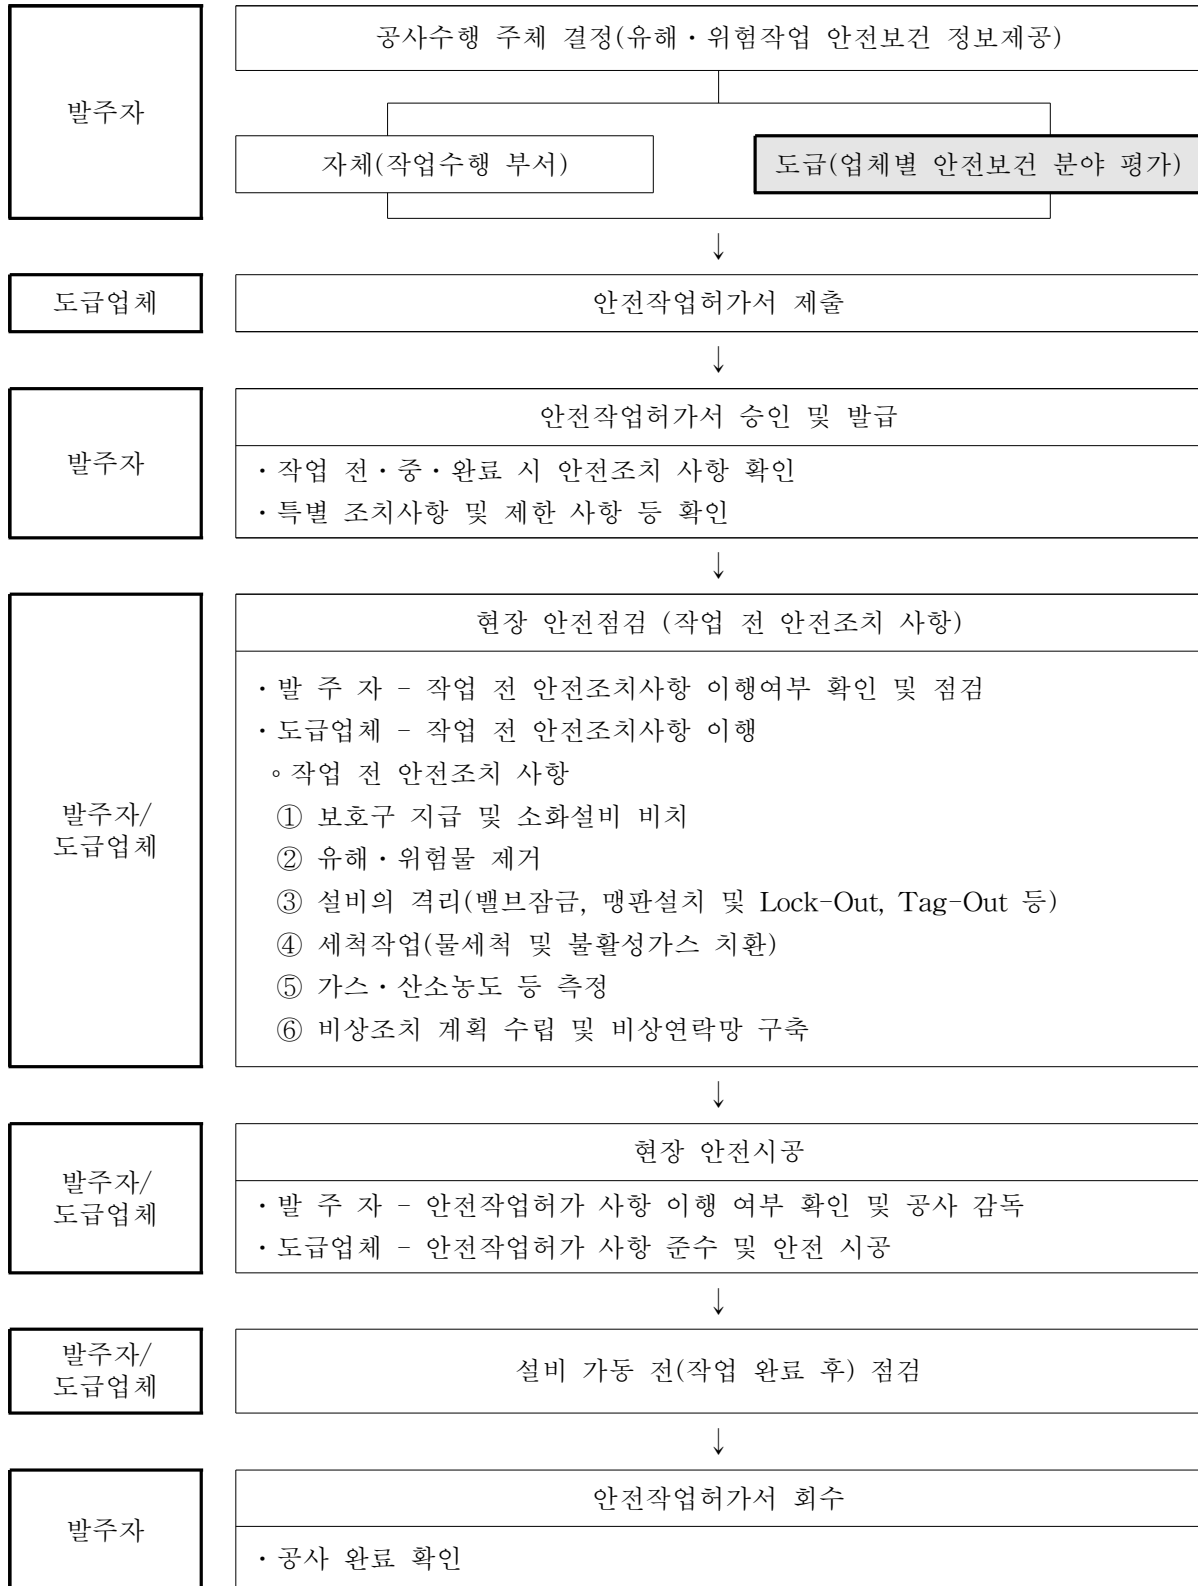 발주자
공사수행 주체 결정(유해・위험작업 안전보건 정보제공)
자체(작업수행 부서)
도급(업체별 안전보건 분야 평가)
↓
도급업체
안전작업허가서 제출
↓
발주자
안전작업허가서 승인 및 발급
・작업 전・중・완료 시 안전조치 사항 확인
・특별 조치사항 및 제한 사항 등 확인
↓
발주자/
도급업체
현장 안전점검 (작업 전 안전조치 사항)
・발 주 자 - 작업 전 안전조치사항 이행여부 확인 및 점검
・도급업체 - 작업 전 안전조치사항 이행
◦작업 전 안전조치 사항
① 보호구 지급 및 소화설비 비치
② 유해・위험물 제거
③ 설비의 격리(밸브잠금, 맹판설치 및 Lock-Out, Tag-Out 등)
④ 세척작업(물세척 및 불활성가스 치환)
⑤ 가스・산소농도 등 측정
⑥ 비상조치 계획 수립 및 비상연락망 구축
↓
발주자/
도급업체
현장 안전시공
・발 주 자 - 안전작업허가 사항 이행 여부 확인 및 공사 감독
・도급업체 - 안전작업허가 사항 준수 및 안전 시공
↓
발주자/
도급업체
설비 가동 전(작업 완료 후) 점검
↓
발주자
안전작업허가서 회수
・공사 완료 확인